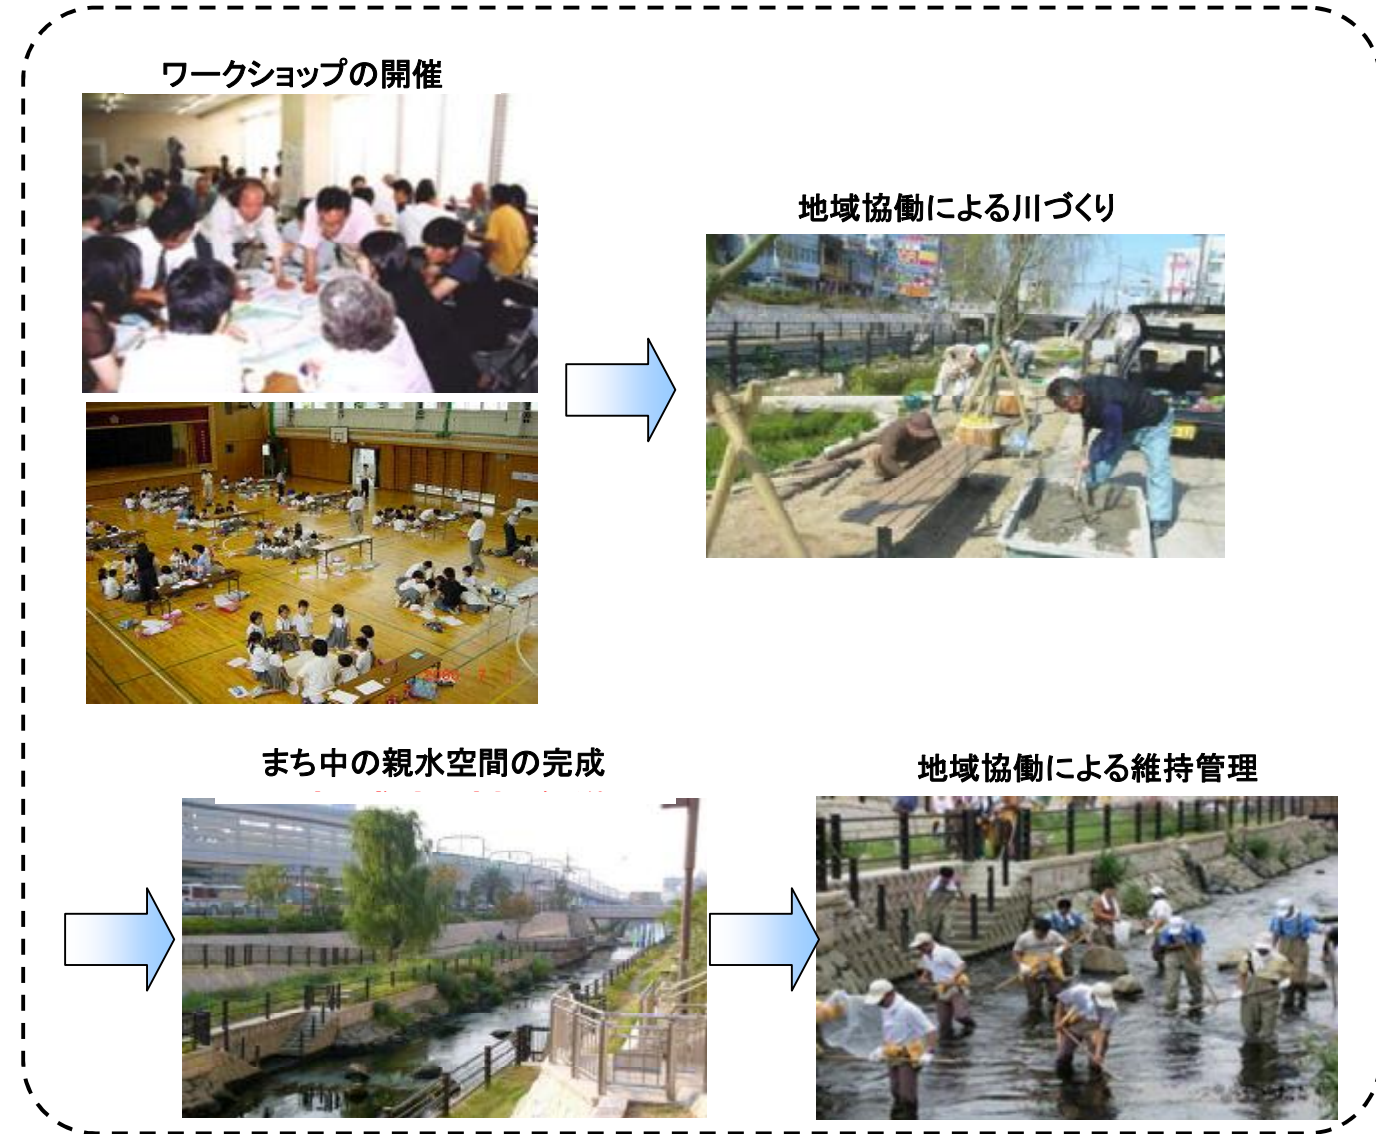 ワークショップの開催
地域協働による川づくり
まち中の親水空間の完成
地域協働による維持管理